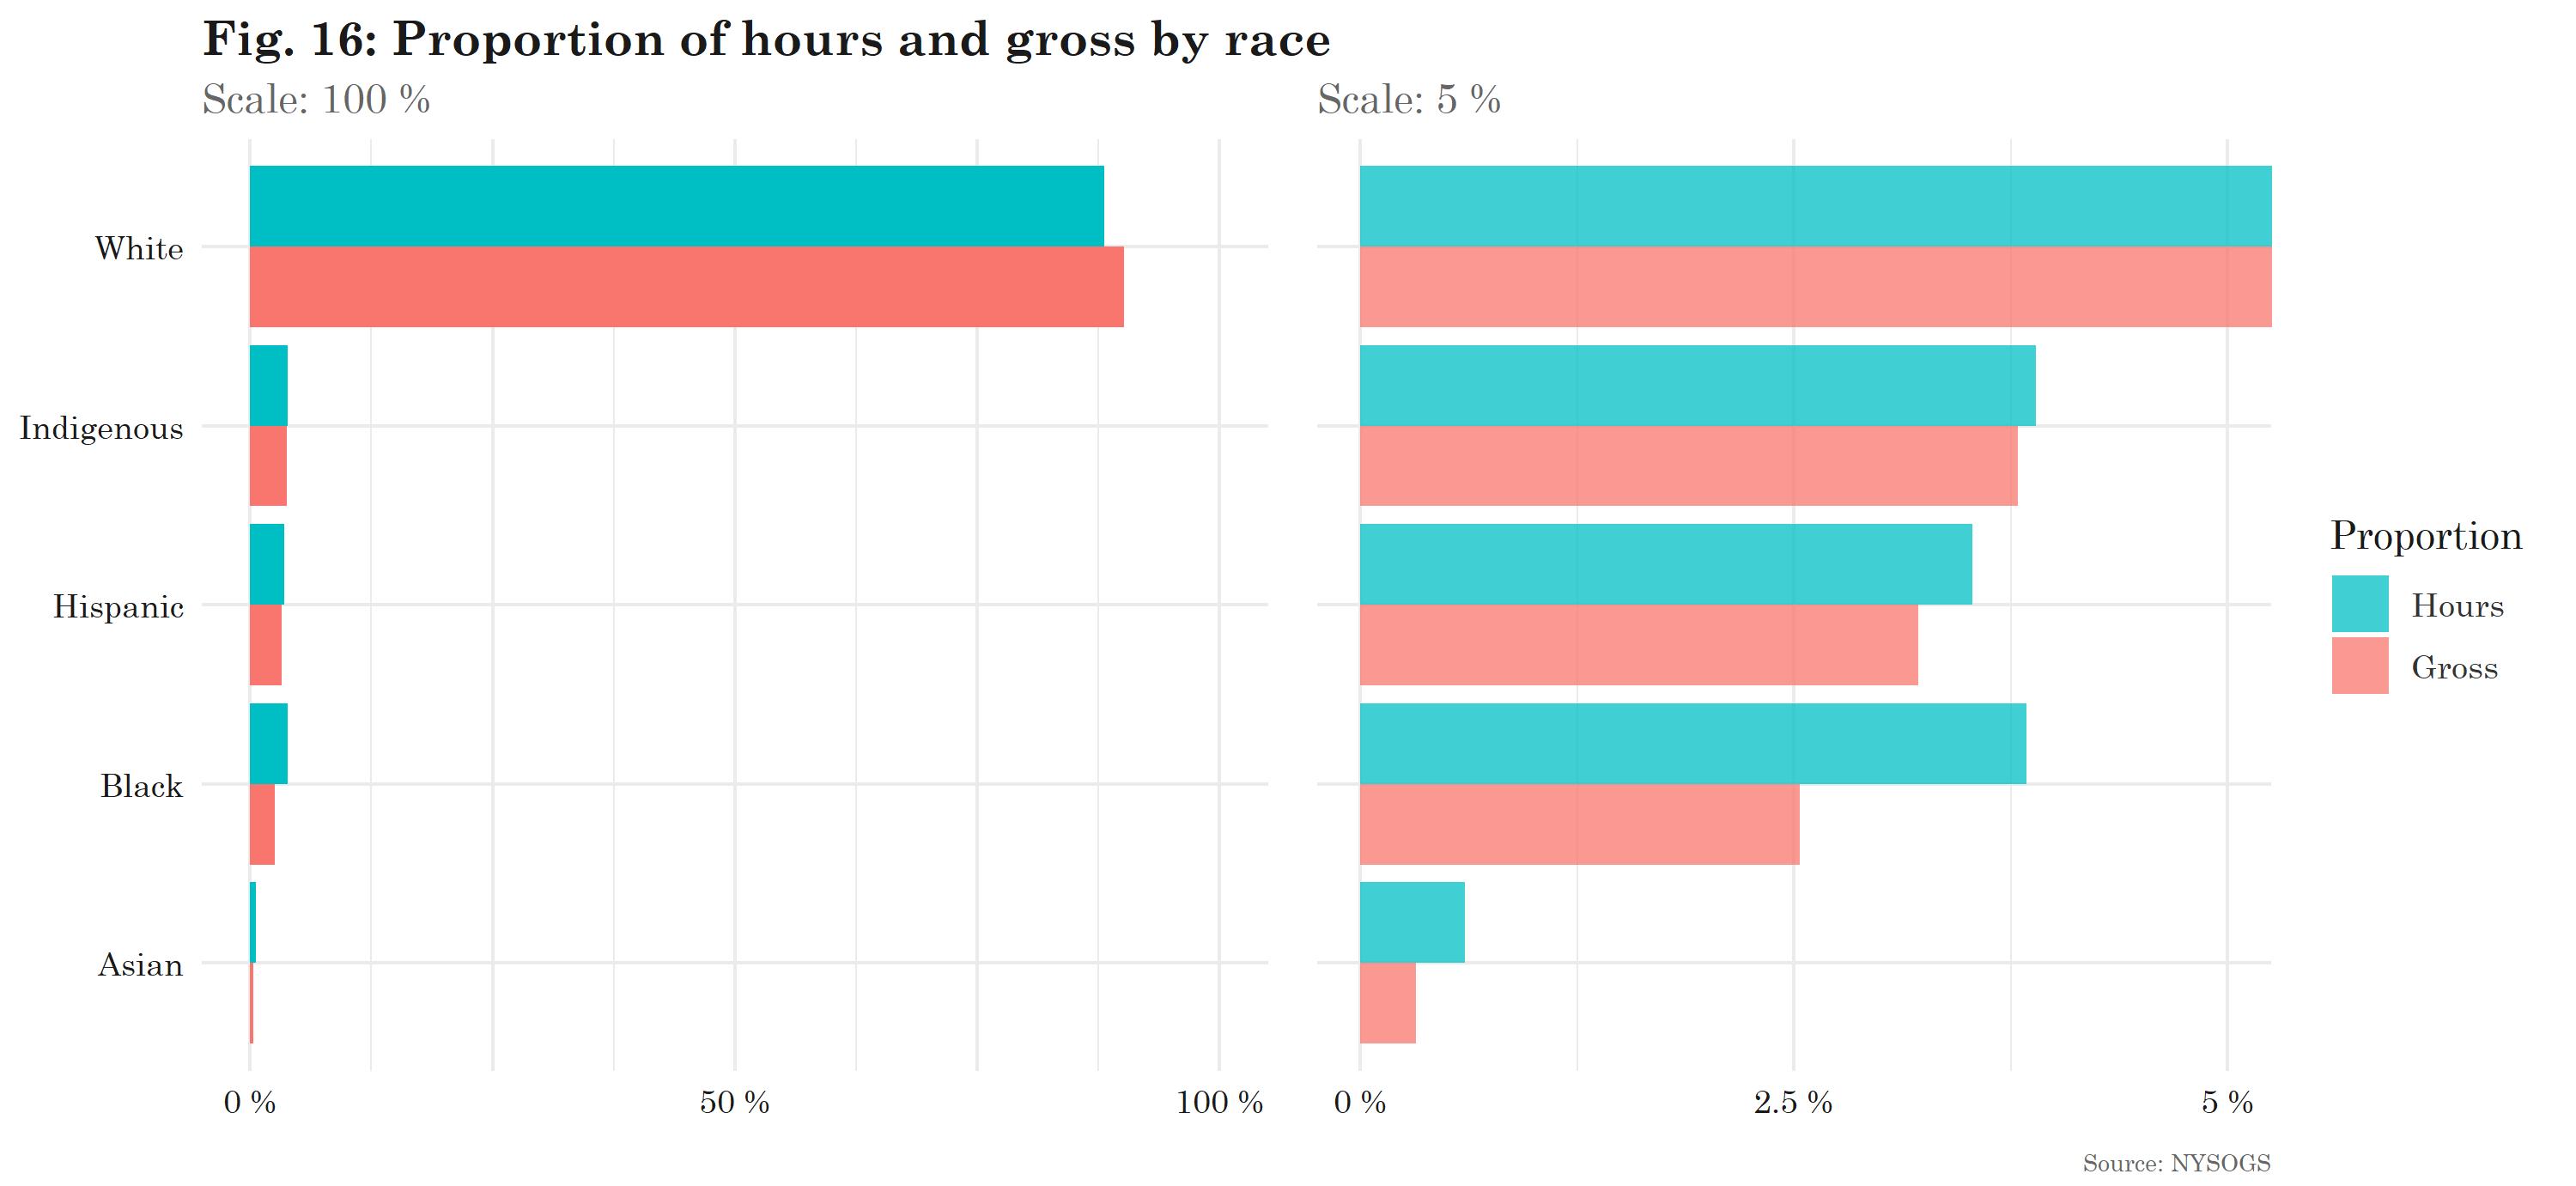 Fig. 16: Proportion of hours and gross by race
Scale: 100 %
Scale: 5 %
White
Indigenous
Hispanic
Black
Asian
0 %
50 %
100 %
0 %
2.5 %
5 %
Proportion
Hours
Gross
Source: NYSOGS